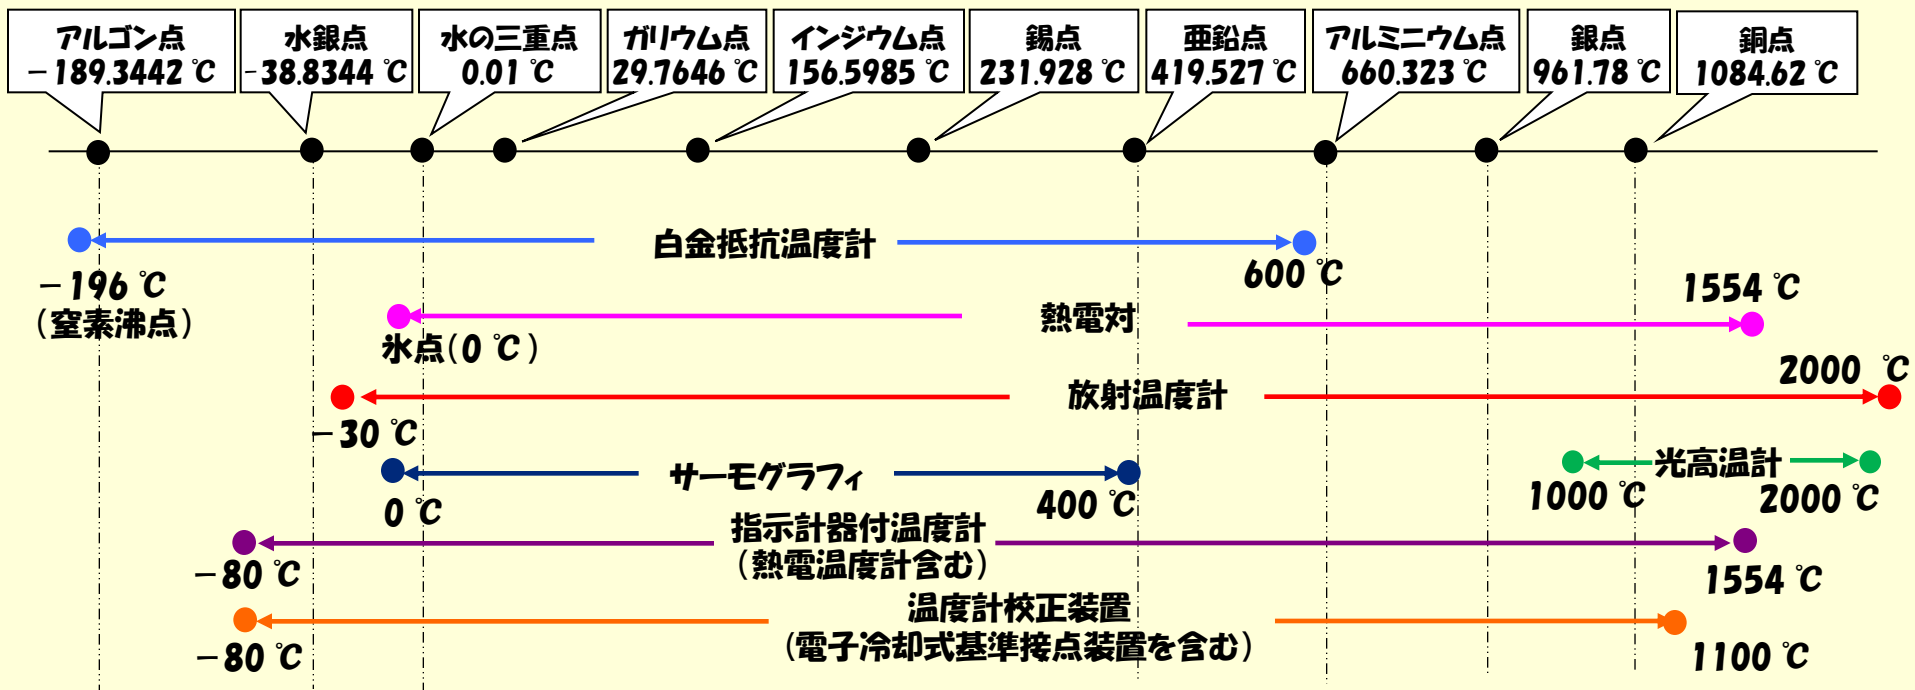 アルゴン点
－189.3442 ℃
水銀点
-38.8344 ℃
水の三重点
0.01 ℃
ガリウム点
29.7646 ℃
インジウム点
156.5985 ℃
錫点
231.928 ℃
亜鉛点
419.527 ℃
アルミニウム点
660.323 ℃
銀点
961.78 ℃
銅点
1084.62 ℃
白金抵抗温度計
－196 ℃
（窒素沸点）
600 ℃
熱電対
氷点（0 ℃ ）
1554 ℃
放射温度計
－30 ℃
2000 ℃
サーモグラフィ
0 ℃
400 ℃
光高温計
1000 ℃
2000 ℃
指示計器付温度計
（熱電温度計含む）
－80 ℃
1554 ℃
温度計校正装置
（電子冷却式基準接点装置を含む）
－80 ℃
1100 ℃